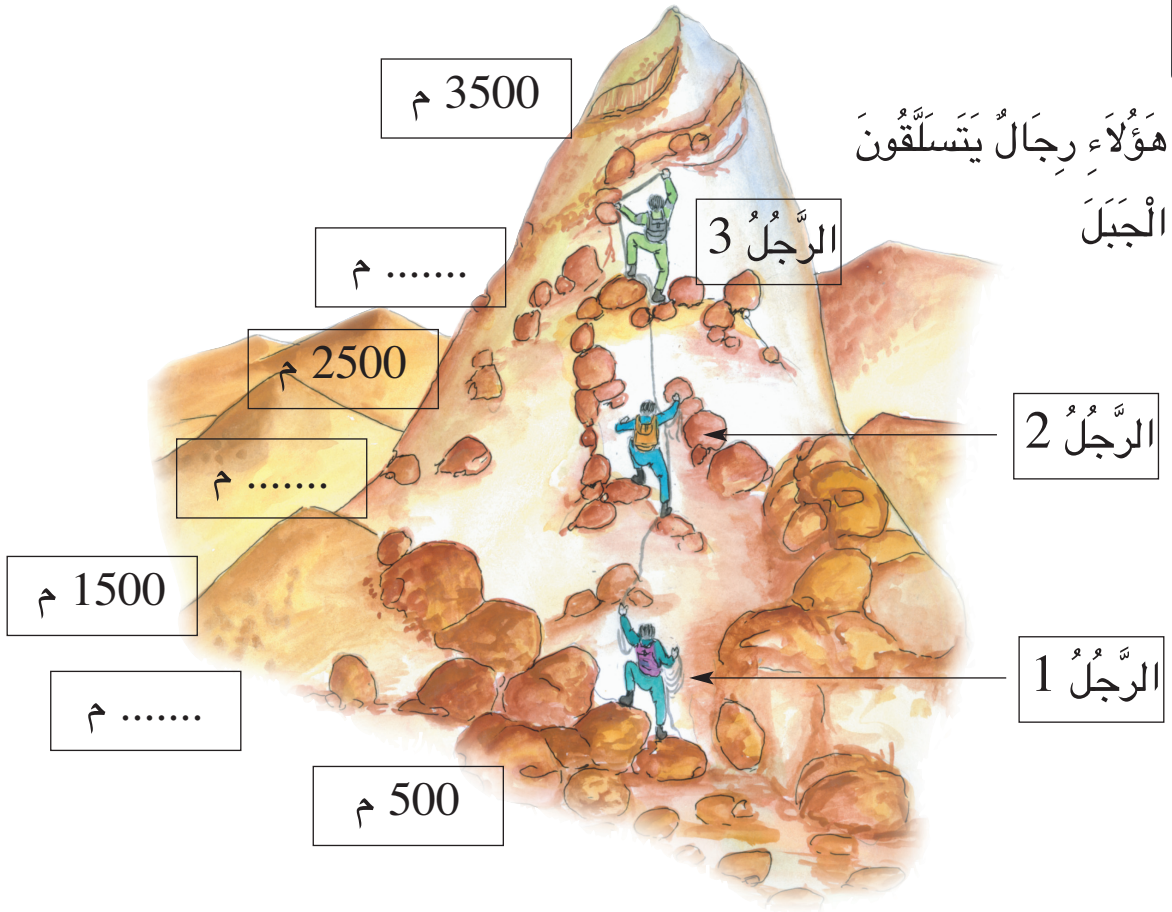 هَؤُلَاءِ رِجَالٌ يَتَسَلَّقُونَ
الْجَبَلَ
3500 م
الرَّجُلُ 3
....... م
2500 م
الرَّجُلُ 2
....... م
1500 م
الرَّجُلُ 1
....... م
500 م